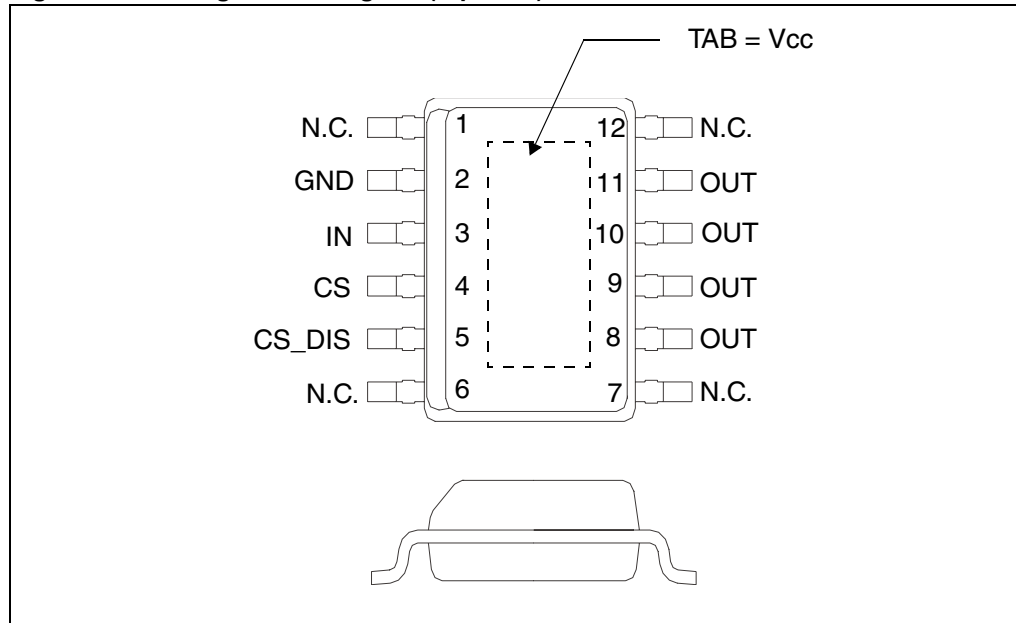 TAB = Vcc
N.C. 1 12 N.C.
GND 2 11 OUT
IN 3 10 OUT
CS 4 9 OUT
CS_DIS 5 8 OUT
N.C. 6 7 N.C.